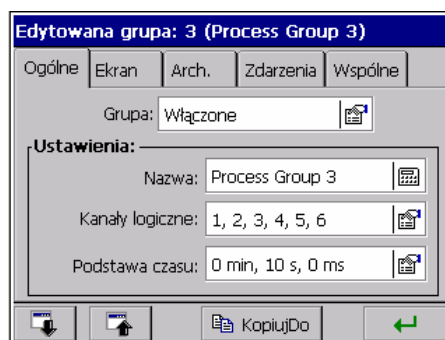 Edytowana grupa: 3 (Process Group 3)
Ogólne Ekran Arch. Zdarzenia Wspólne
Grupa: Włączone
Ustawienia:
Nazwa: Process Group 3
Kanały logiczne: 1, 2, 3, 4, 5, 6
Podstawa czasu: 0 min, 10 s, 0 ms
KopiujDo